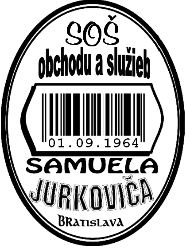 SOŠ
obchodu a služieb
01.09.1964
SAMUELA
JURKOVIČA
BRATISLAVA